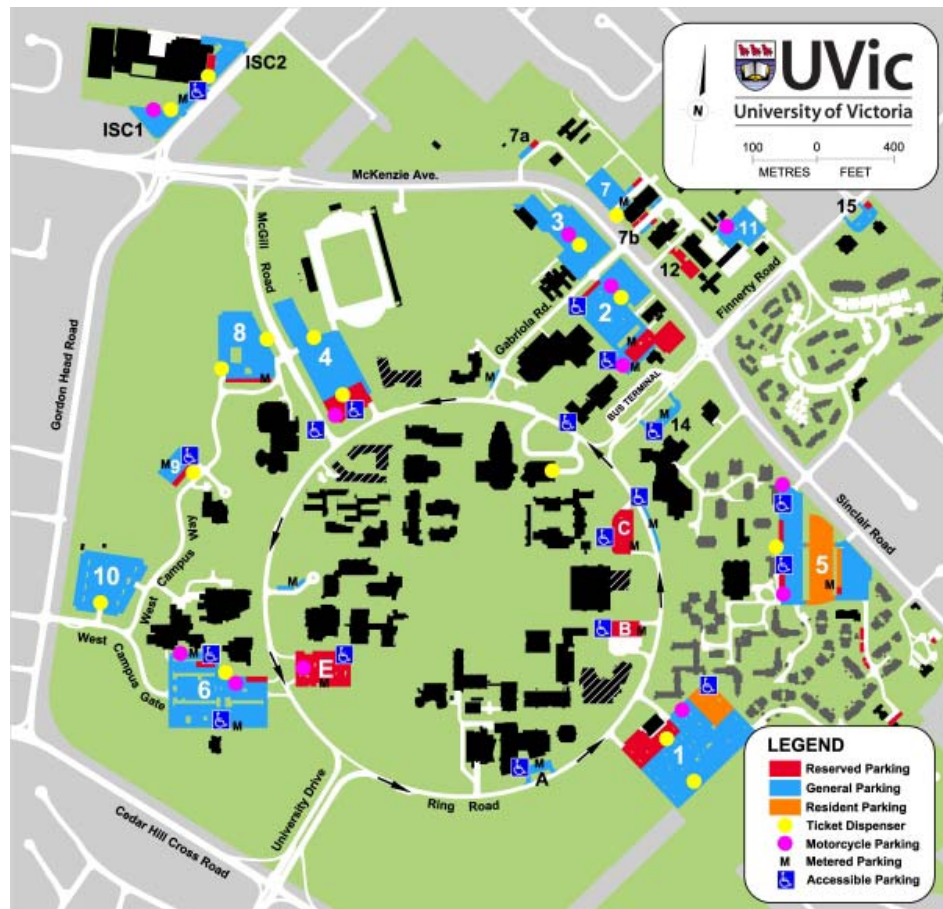 ISC2
ISC1
UVic
University of Victoria
N
100 0 400
METRES FEET
7a
McKenzie Ave.
7
M
7b
3
11
15
12
Finnerty Road
McGill
Road
Gordon Head Road
Gabriola Rd.
2
M
M
8
M
4
BUS TERMINAL
M
14
M
M
9
M
C
M
M
Sinclair Road
5
M
West Campus Way
10
M
B
M
West Campus Gate
6
M
E
M
1
M
A
Ring Road
University Drive
Cedar Hill Cross Road
LEGEND
Reserved Parking
General Parking
Resident Parking
Ticket Dispenser
Motorcycle Parking
M Metered Parking
Accessible Parking